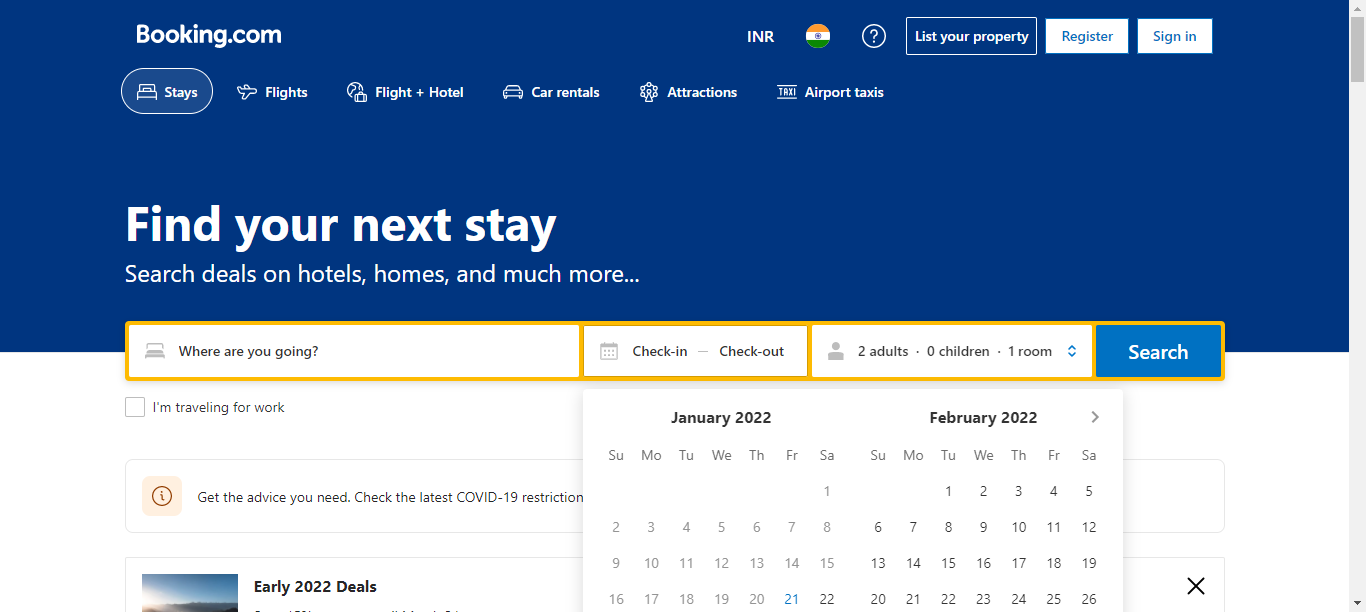 Booking.com
INR
List your property
Register
Sign in
Stays
Flights
Flight + Hotel
Car rentals
Attractions
TAXI Airport taxis
Find your next stay
Search deals on hotels, homes, and much more...
Where are you going?
Check-in — Check-out
2 adults · 0 children · 1 room
Search
I'm traveling for work
Get the advice you need. Check the latest COVID-19 restriction
Early 2022 Deals
January 2022
Su Mo Tu We Th Fr Sa
1
2 3 4 5 6 7 8
9 10 11 12 13 14 15
16 17 18 19 20 21 22
February 2022
Su Mo Tu We Th Fr Sa
1 2 3 4 5
6 7 8 9 10 11 12
13 14 15 16 17 18 19
20 21 22 23 24 25 26